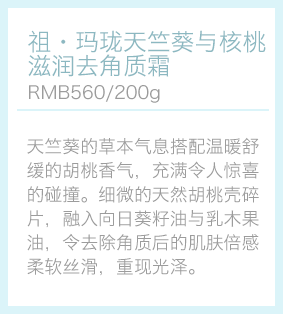 祖·玛珑天竺葵与核桃
滋润去角质霜
RMB560/200g
天竺葵的草本气息搭配温暖舒
缓的胡桃香气，充满令人惊喜
的碰撞。细微的天然胡桃壳碎
片，融入向日葵籽油与乳木果
油，令去除角质后的肌肤倍感
柔软丝滑，重现光泽。